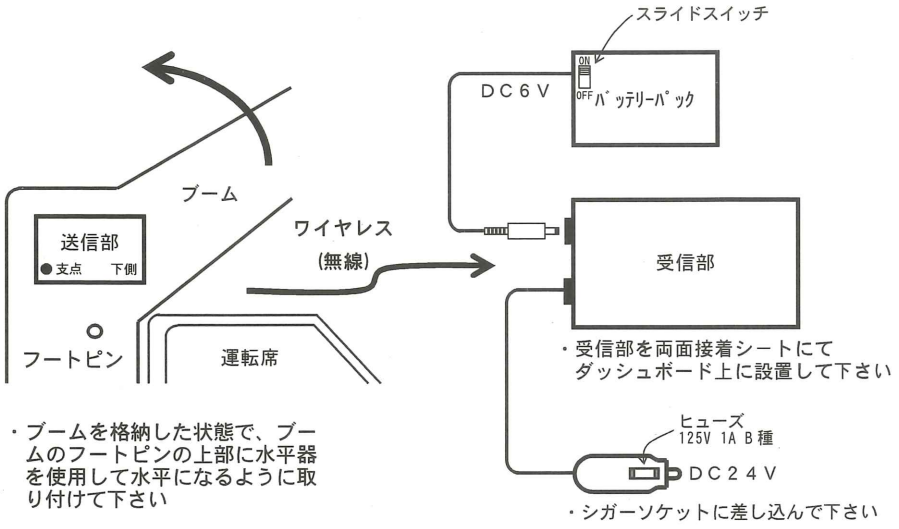 スライドスイッチ
ON
OFF
バッテリーパック
DC6V
ブーム
送信部
●支点　下側
ワイヤレス
(無線)
受信部
フートピン
運転席
・受信部を両面接着シートにて
ダッシュボード上に設置して下さい
・ブームを格納した状態で、ブー
ムのフートピンの上部に水平器
を使用して水平になるように取
り付けて下さい
ヒューズ
125V 1A B種
DC24V
・シガーソケットに差し込んで下さい